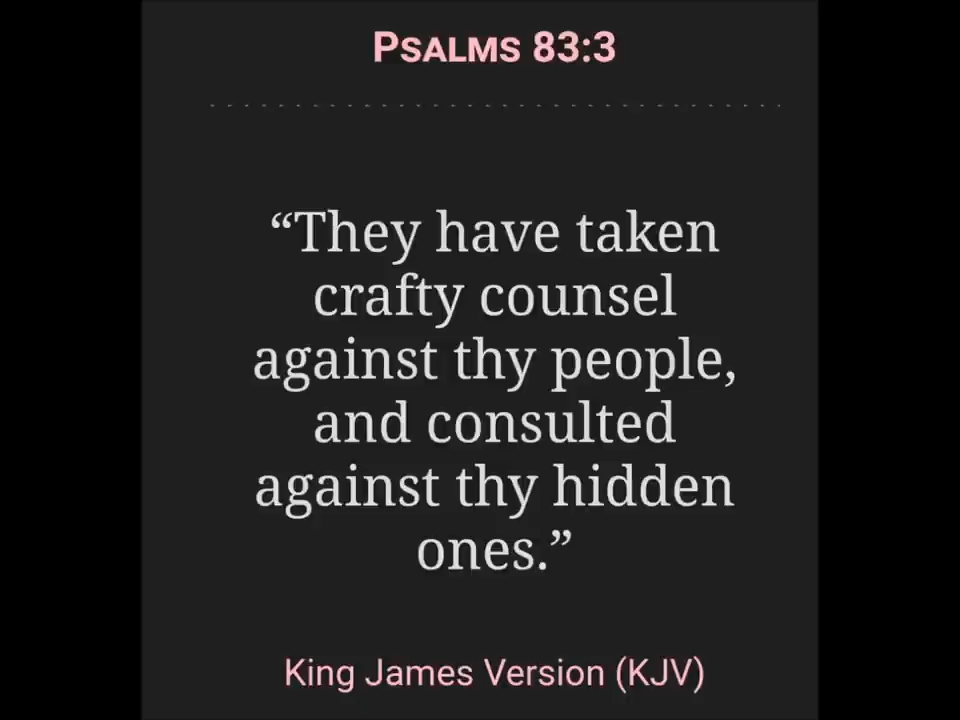 Psalms 83:3
“They have taken
crafty counsel
against thy people,
and consulted
against thy hidden
ones.”
King James Version (KJV)